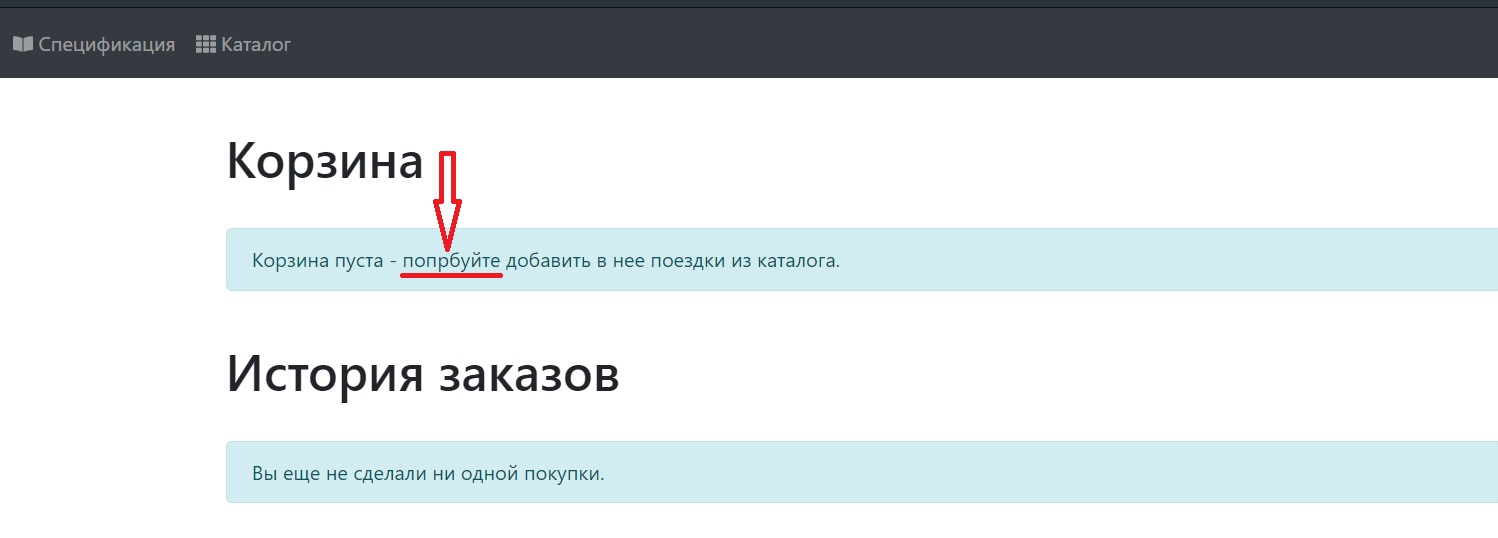 Спецификация Каталог
Корзина
Корзина пуста - попрбуйте добавить в нее поездки из каталога.
История заказов
Вы еще не сделали ни одной покупки.